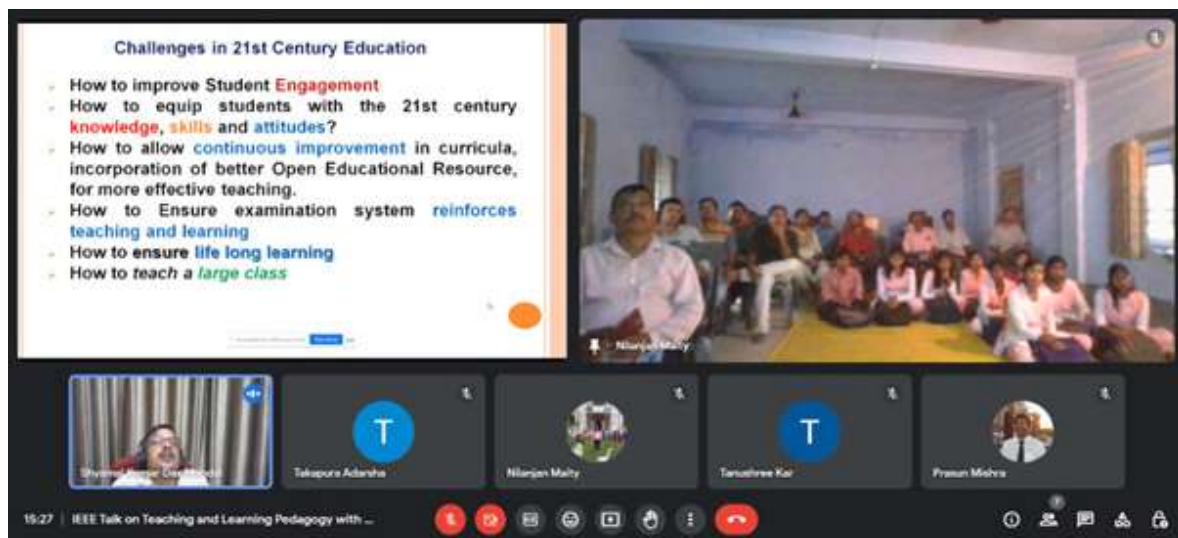 Challenges in 21st Century Education
How to improve Student Engagement
How to equip students with the 21st century
knowledge, skills and attitudes?
How to allow continuous improvement in curricula,
incorporation of better Open Educational Resource,
for more effective teaching.
How to Ensure examination system reinforces
teaching and learning
How to ensure life long learning
How to teach a large class
Nilanjan Maity
T
T
Takapura Adarsha
Nilanjan Maity
Tanushree Kar
Prasun Mishra
15:27 | IEEE Talk on Teaching and Learning Pedagogy with ...
7